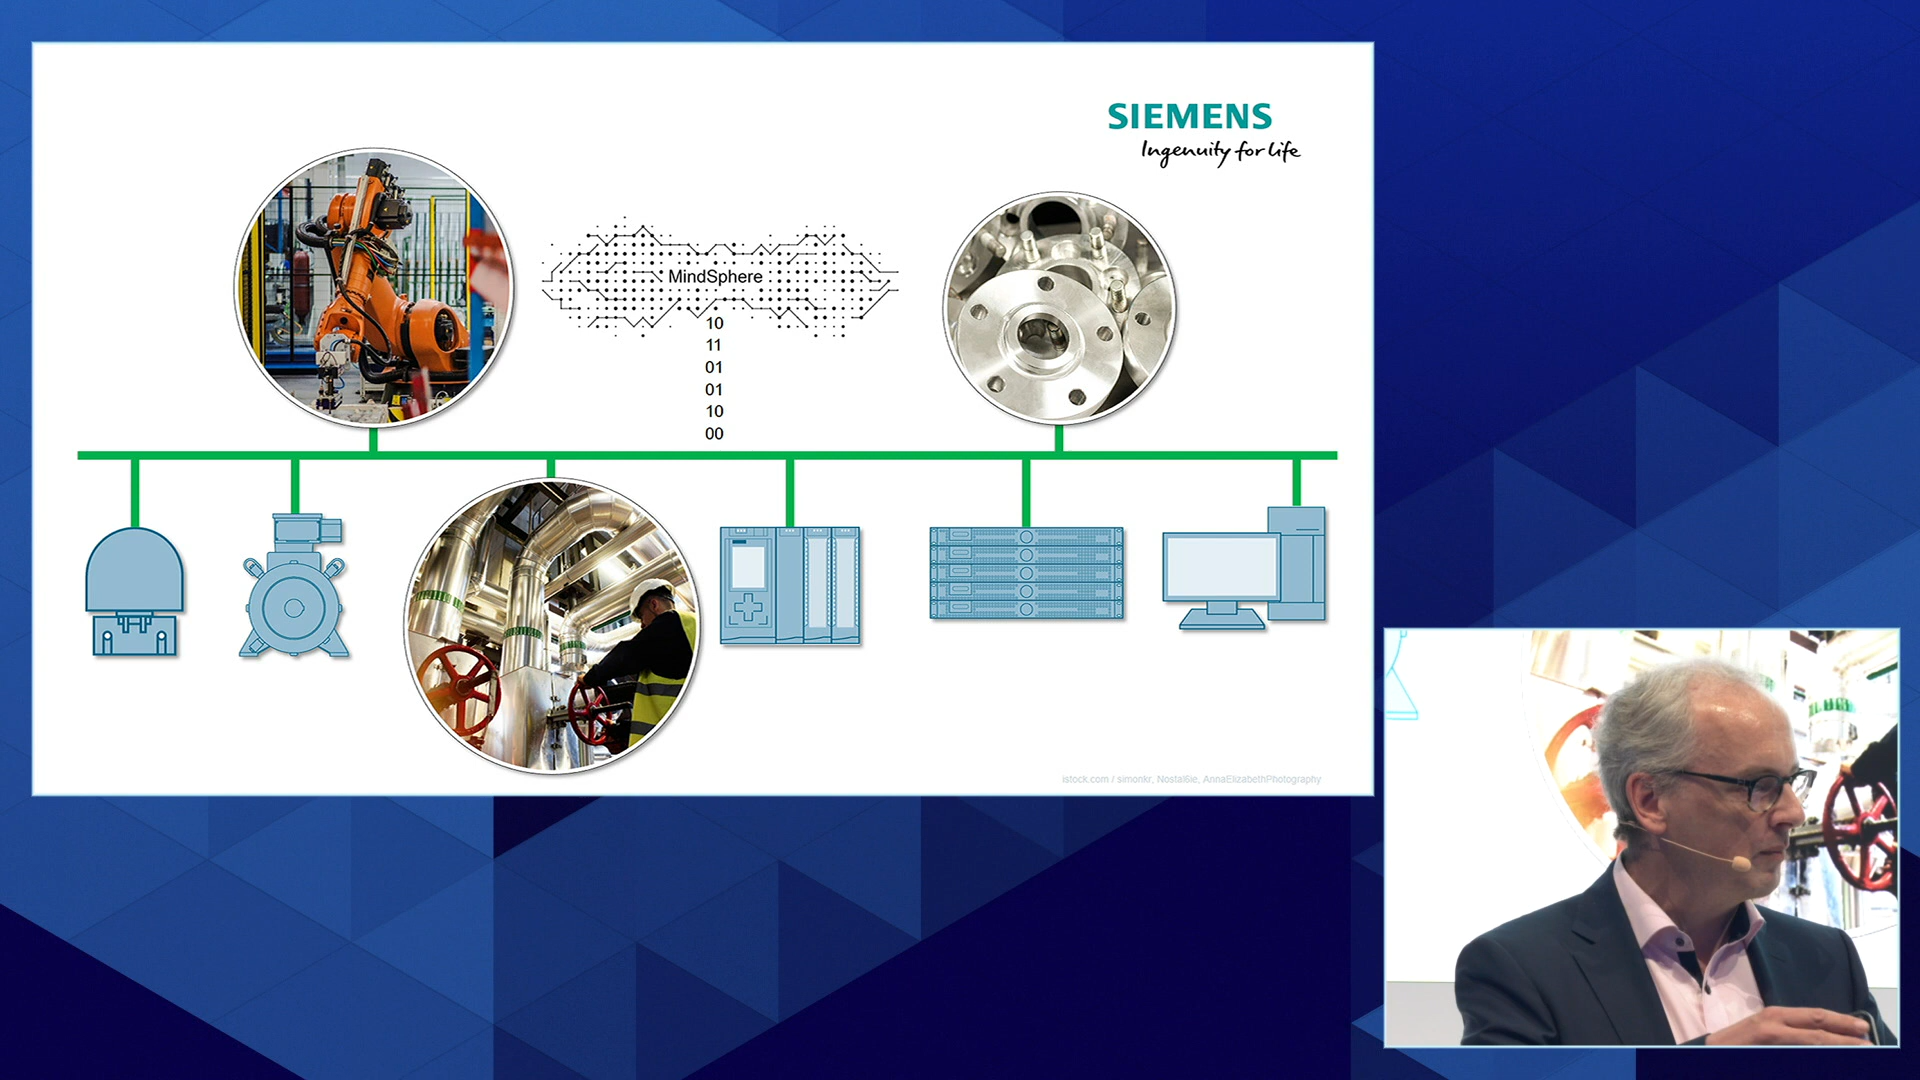 SIEMENS
Ingenuity for life
MindSphere
10
11
01
01
10
00
istock.com / simonkr, Nostal6ie, AnnaElizabethPhotography